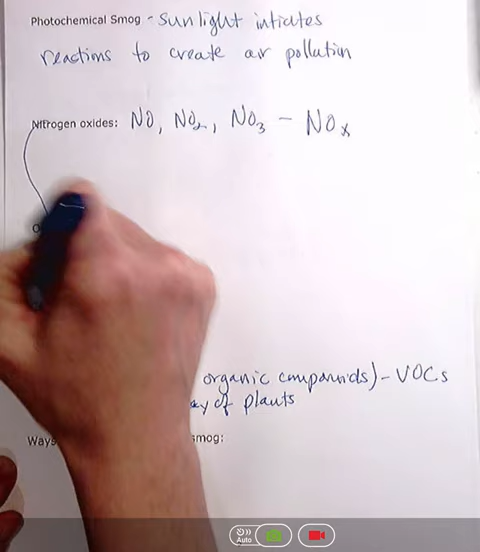 Photochemical Smog - Sunlight intiates
reactions to create air pollution
Nitrogen oxides: NO, NO₂, NO₃ - NOₓ
organic compounds) - VOCs
of plants
Ways smog:
Auto